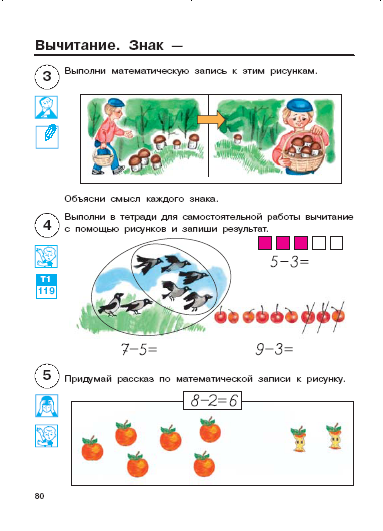 Вычитание. Знак —
3
Выполни математическую запись к этим рисункам.
Объясни смысл каждого знака.
4
Выполни в тетради для самостоятельной работы вычитание
с помощью рисунков и запиши результат.
Т1
119
5−3=
7−5=
9−3=
5
Придумай рассказ по математической записи к рисунку.
8−2=6
80